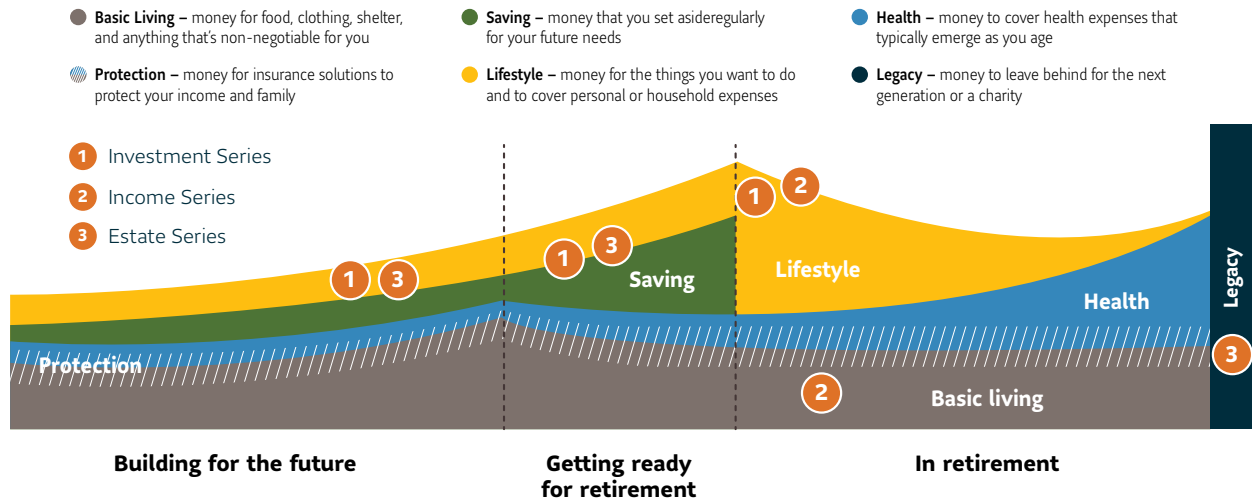 Basic Living – money for food, clothing, shelter,
and anything that's non-negotiable for you
Protection – money for insurance solutions to
protect your income and family
Saving – money that you set asideregularly
for your future needs
Lifestyle – money for the things you want to do
and to cover personal or household expenses
Health – money to cover health expenses that
typically emerge as you age
Legacy – money to leave behind for the next
generation or a charity
1 Investment Series
2 Income Series
3 Estate Series
1 3
1 3
1 2
Saving
Lifestyle
Health
Legacy
Protection
3
2
Basic living
Building for the future
Getting ready
for retirement
In retirement